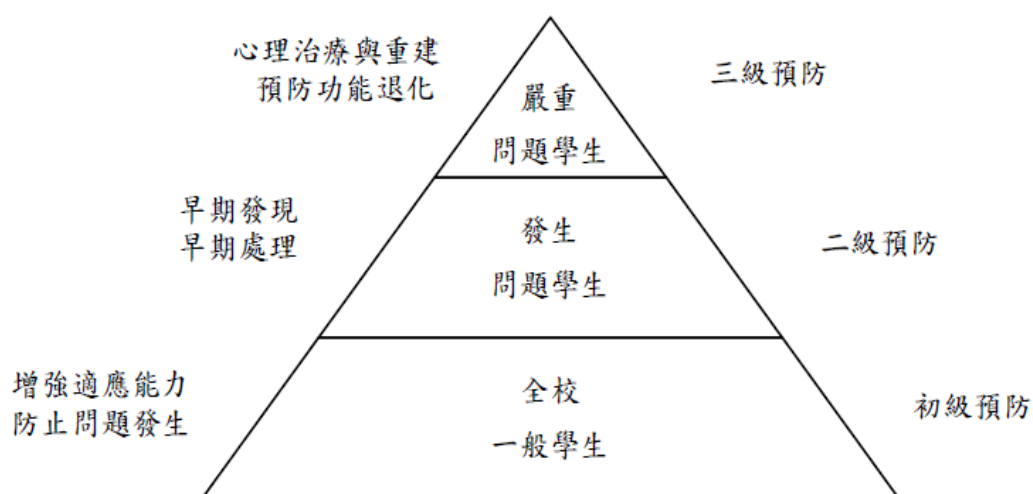 心理治療與重建
預防功能退化
嚴重
問題學生
三級預防
早期發現
早期處理
發生
問題學生
二級預防
增強適應能力
防止問題發生
全校
一般學生
初級預防